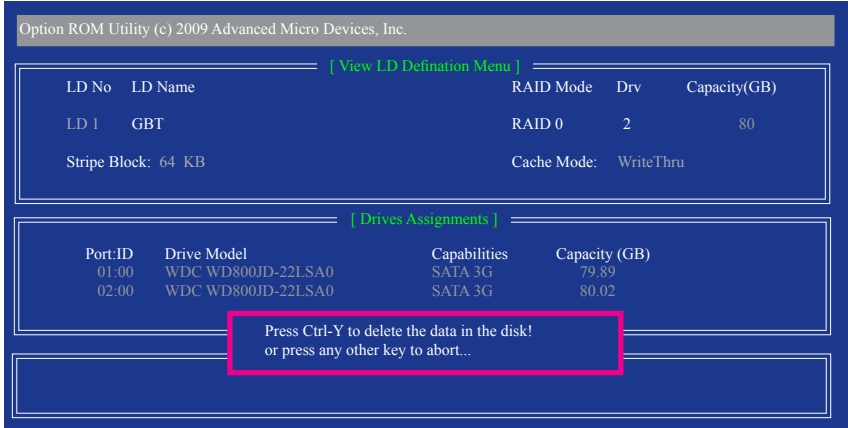 Option ROM Utility (c) 2009 Advanced Micro Devices, Inc.
[ View LD Defination Menu ]
LD No LD Name RAID Mode Drv Capacity(GB)
LD 1 GBT RAID 0 2 80
Stripe Block: 64 KB Cache Mode: WriteThru
[ Drives Assignments ]
Port:ID Drive Model Capabilities Capacity (GB)
01:00 WDC WD800JD-22LSA0 SATA 3G 79.89
02:00 WDC WD800JD-22LSA0 SATA 3G 80.02
Press Ctrl-Y to delete the data in the disk!
or press any other key to abort...